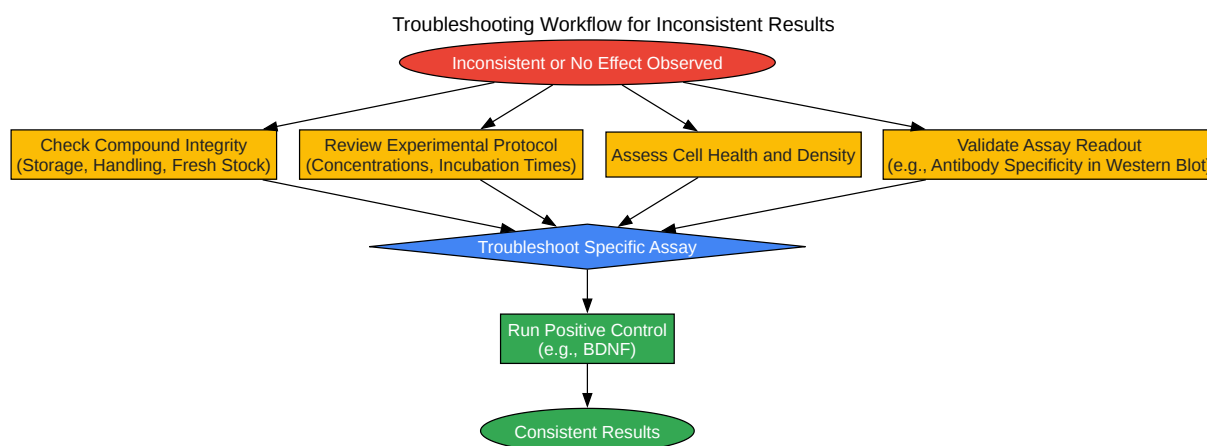 Troubleshooting Workflow for Inconsistent Results
Inconsistent or No Effect Observed
Check Compound Integrity
(Storage, Handling, Fresh Stock)
Review Experimental Protocol
(Concentrations, Incubation Times)
Assess Cell Health and Density
Validate Assay Readout
(e.g., Antibody Specificity in Western Blot)
Troubleshoot Specific Assay
Run Positive Control
(e.g., BDNF)
Consistent Results